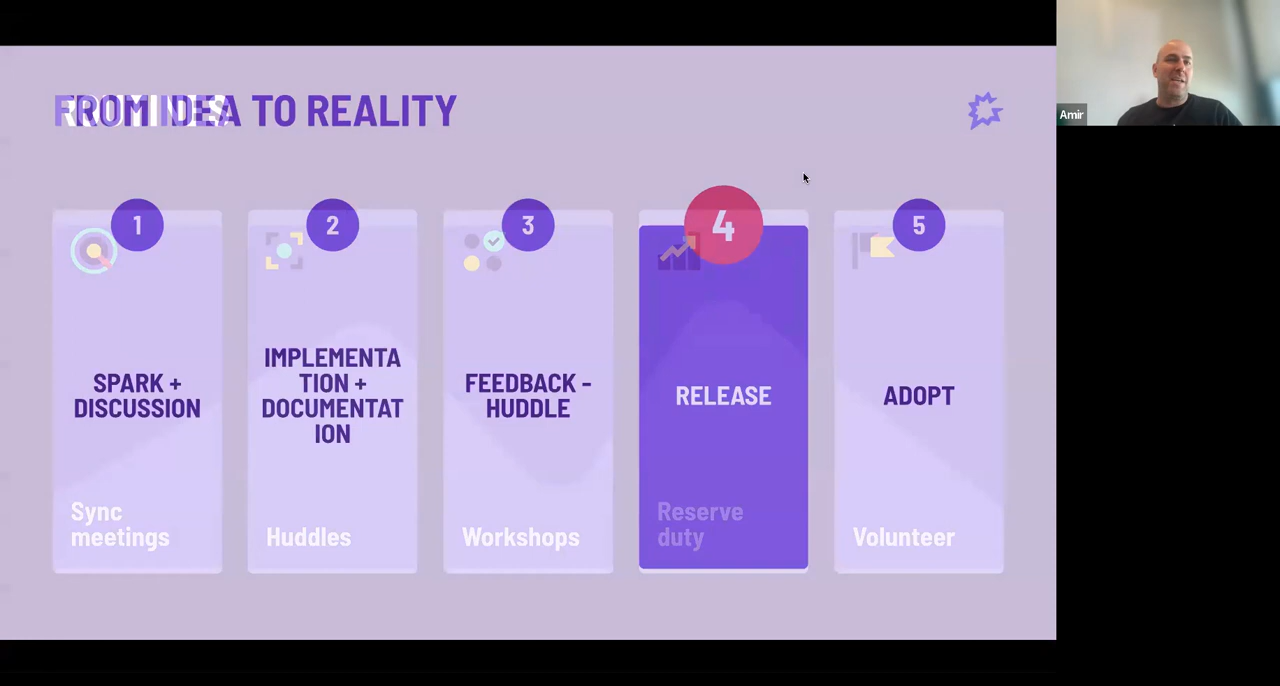 FROM IDEA TO REALITY
ROUTINES
1
2
3
4
5
SPARK +
DISCUSSION
IMPLEMENTA
TION +
DOCUMENTAT
ION
FEEDBACK -
HUDDLE
RELEASE
ADOPT
Sync
meetings
Huddles
Workshops
Reserve
duty
Volunteer
Amir